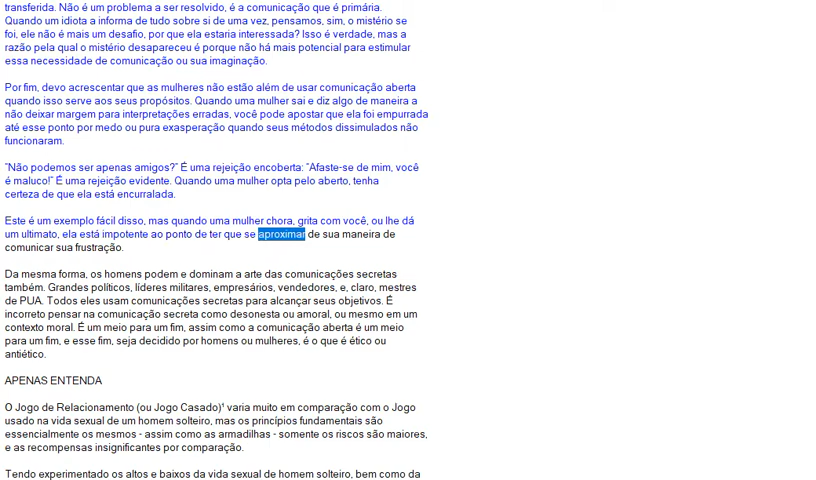 transferida. Não é um problema a ser resolvido, é a comunicação que é primária.
Quando um idiota a informa de tudo sobre si de uma vez, pensamos, sim, o mistério se
foi, ele não é mais um desafio, por que ela estaria interessada? Isso é verdade, mas a
razão pela qual o mistério desapareceu é porque não há mais potencial para estimular
essa necessidade de comunicação ou sua imaginação.
Por fim, devo acrescentar que as mulheres não estão além de usar comunicação aberta
quando isso serve aos seus propósitos. Quando uma mulher sai e diz algo de maneira a
não deixar margem para interpretações erradas, você pode apostar que ela foi empurrada
até esse ponto por medo ou pura exasperação quando seus métodos dissimulados não
funcionaram.
“Não podemos ser apenas amigos?” É uma rejeição encoberta: “Afaste-se de mim, você
é maluco!” É uma rejeição evidente. Quando uma mulher opta pelo aberto, tenha
certeza de que ela está encurralada.
Este é um exemplo fácil disso, mas quando uma mulher chora, grita com você, ou lhe dá
um ultimato, ela está impotente ao ponto de ter que se aproximar de sua maneira de
comunicar sua frustração.
Da mesma forma, os homens podem e dominam a arte das comunicações secretas
também. Grandes políticos, líderes militares, empresários, vendedores, e, claro, mestres
de PUA. Todos eles usam comunicações secretas para alcançar seus objetivos. É
incorreto pensar na comunicação secreta como desonesta ou amoral, ou mesmo em um
contexto moral. É um meio para um fim, assim como a comunicação aberta é um meio
para um fim, e esse fim, seja decidido por homens ou mulheres, é o que é ético ou
antiético.
APENAS ENTENDA
O Jogo de Relacionamento (ou Jogo Casado)¹ varia muito em comparação com o Jogo
usado na vida sexual de um homem solteiro, mas os princípios fundamentais são
essencialmente os mesmos - assim como as armadilhas - somente os riscos são maiores,
e as recompensas insignificantes por comparação.
Tendo experimentado os altos e baixos da vida sexual de homem solteiro, bem como da